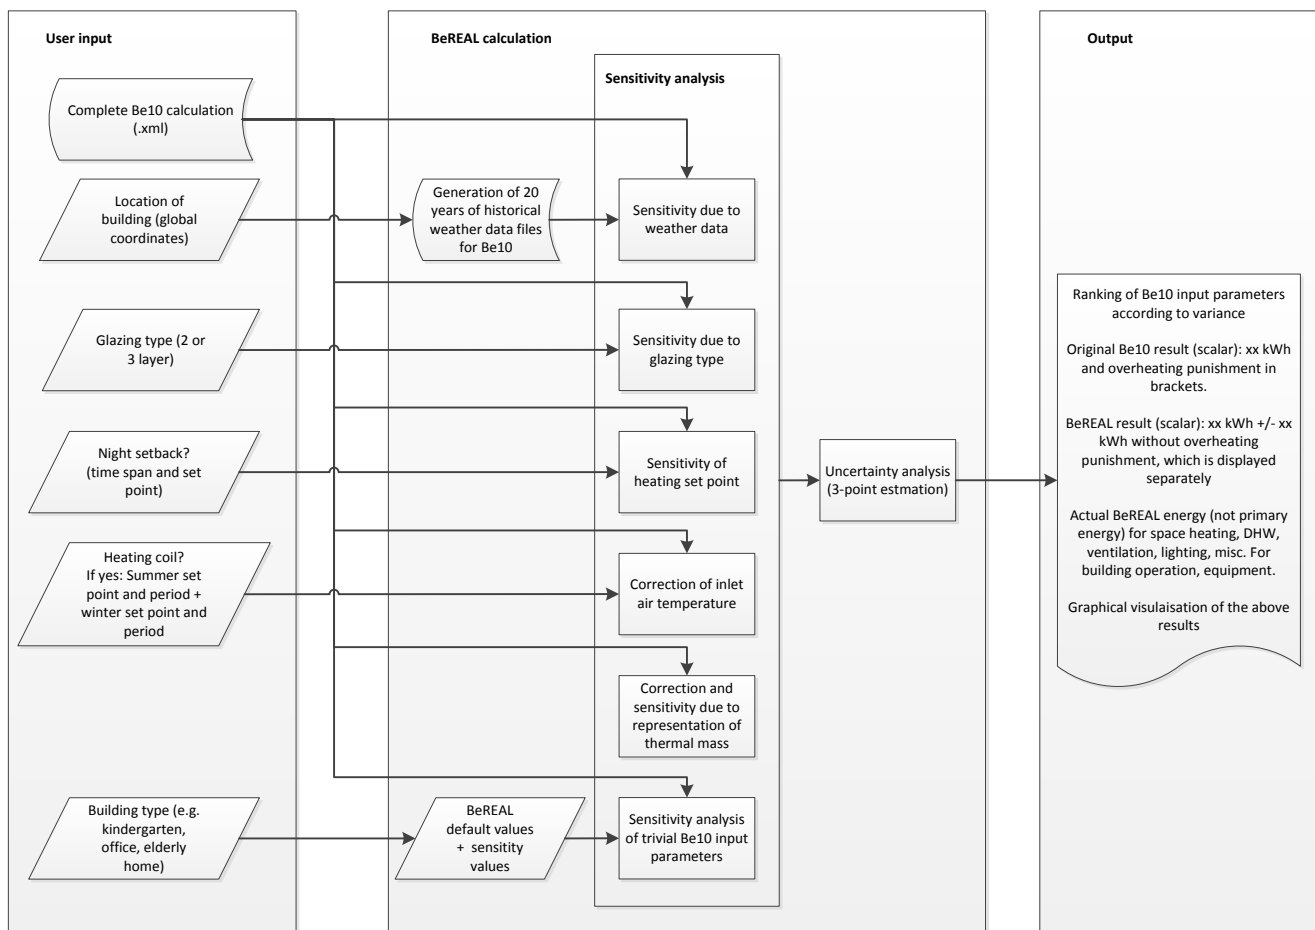 User input
Complete Be10 calculation
(.xml)
Location of
building (global
coordinates)
Glazing type (2 or
3 layer)
Night setback?
(time span and set
point)
Heating coil?
If yes: Summer set
point and period +
winter set point and
period
Building type (e.g.
kindergarten,
office, elderly
home)
BeREAL calculation
Generation of 20
years of historical
weather data files
for Be10
BeREAL
default values
+ sensitity
values
Sensitivity analysis
Sensitivity due to
weather data
Sensitivity due to
glazing type
Sensitivity of
heating set point
Correction of inlet
air temperature
Correction and
sensitivity due to
representation of
thermal mass
Sensitivity analysis
of trivial Be10 input
parameters
Uncertainty analysis
(3-point estmation)
Output
Ranking of Be10 input parameters
according to variance
Original Be10 result (scalar): xx kWh
and overheating punishment in
brackets.
BeREAL result (scalar): xx kWh +/- xx
kWh without overheating
punishment, which is displayed
separately
Actual BeREAL energy (not primary
energy) for space heating, DHW,
ventilation, lighting, misc. For
building operation, equipment.
Graphical visulaisation of the above
results